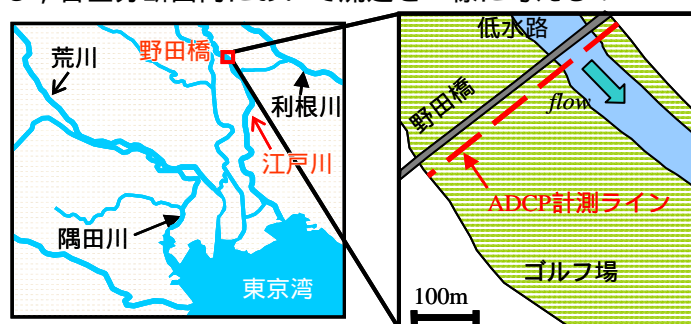 荒川
野田橋
利根川
江戸川
隅田川
東京湾
低水路
野田橋
flow
ADCP計測ライン
ゴルフ場
100m